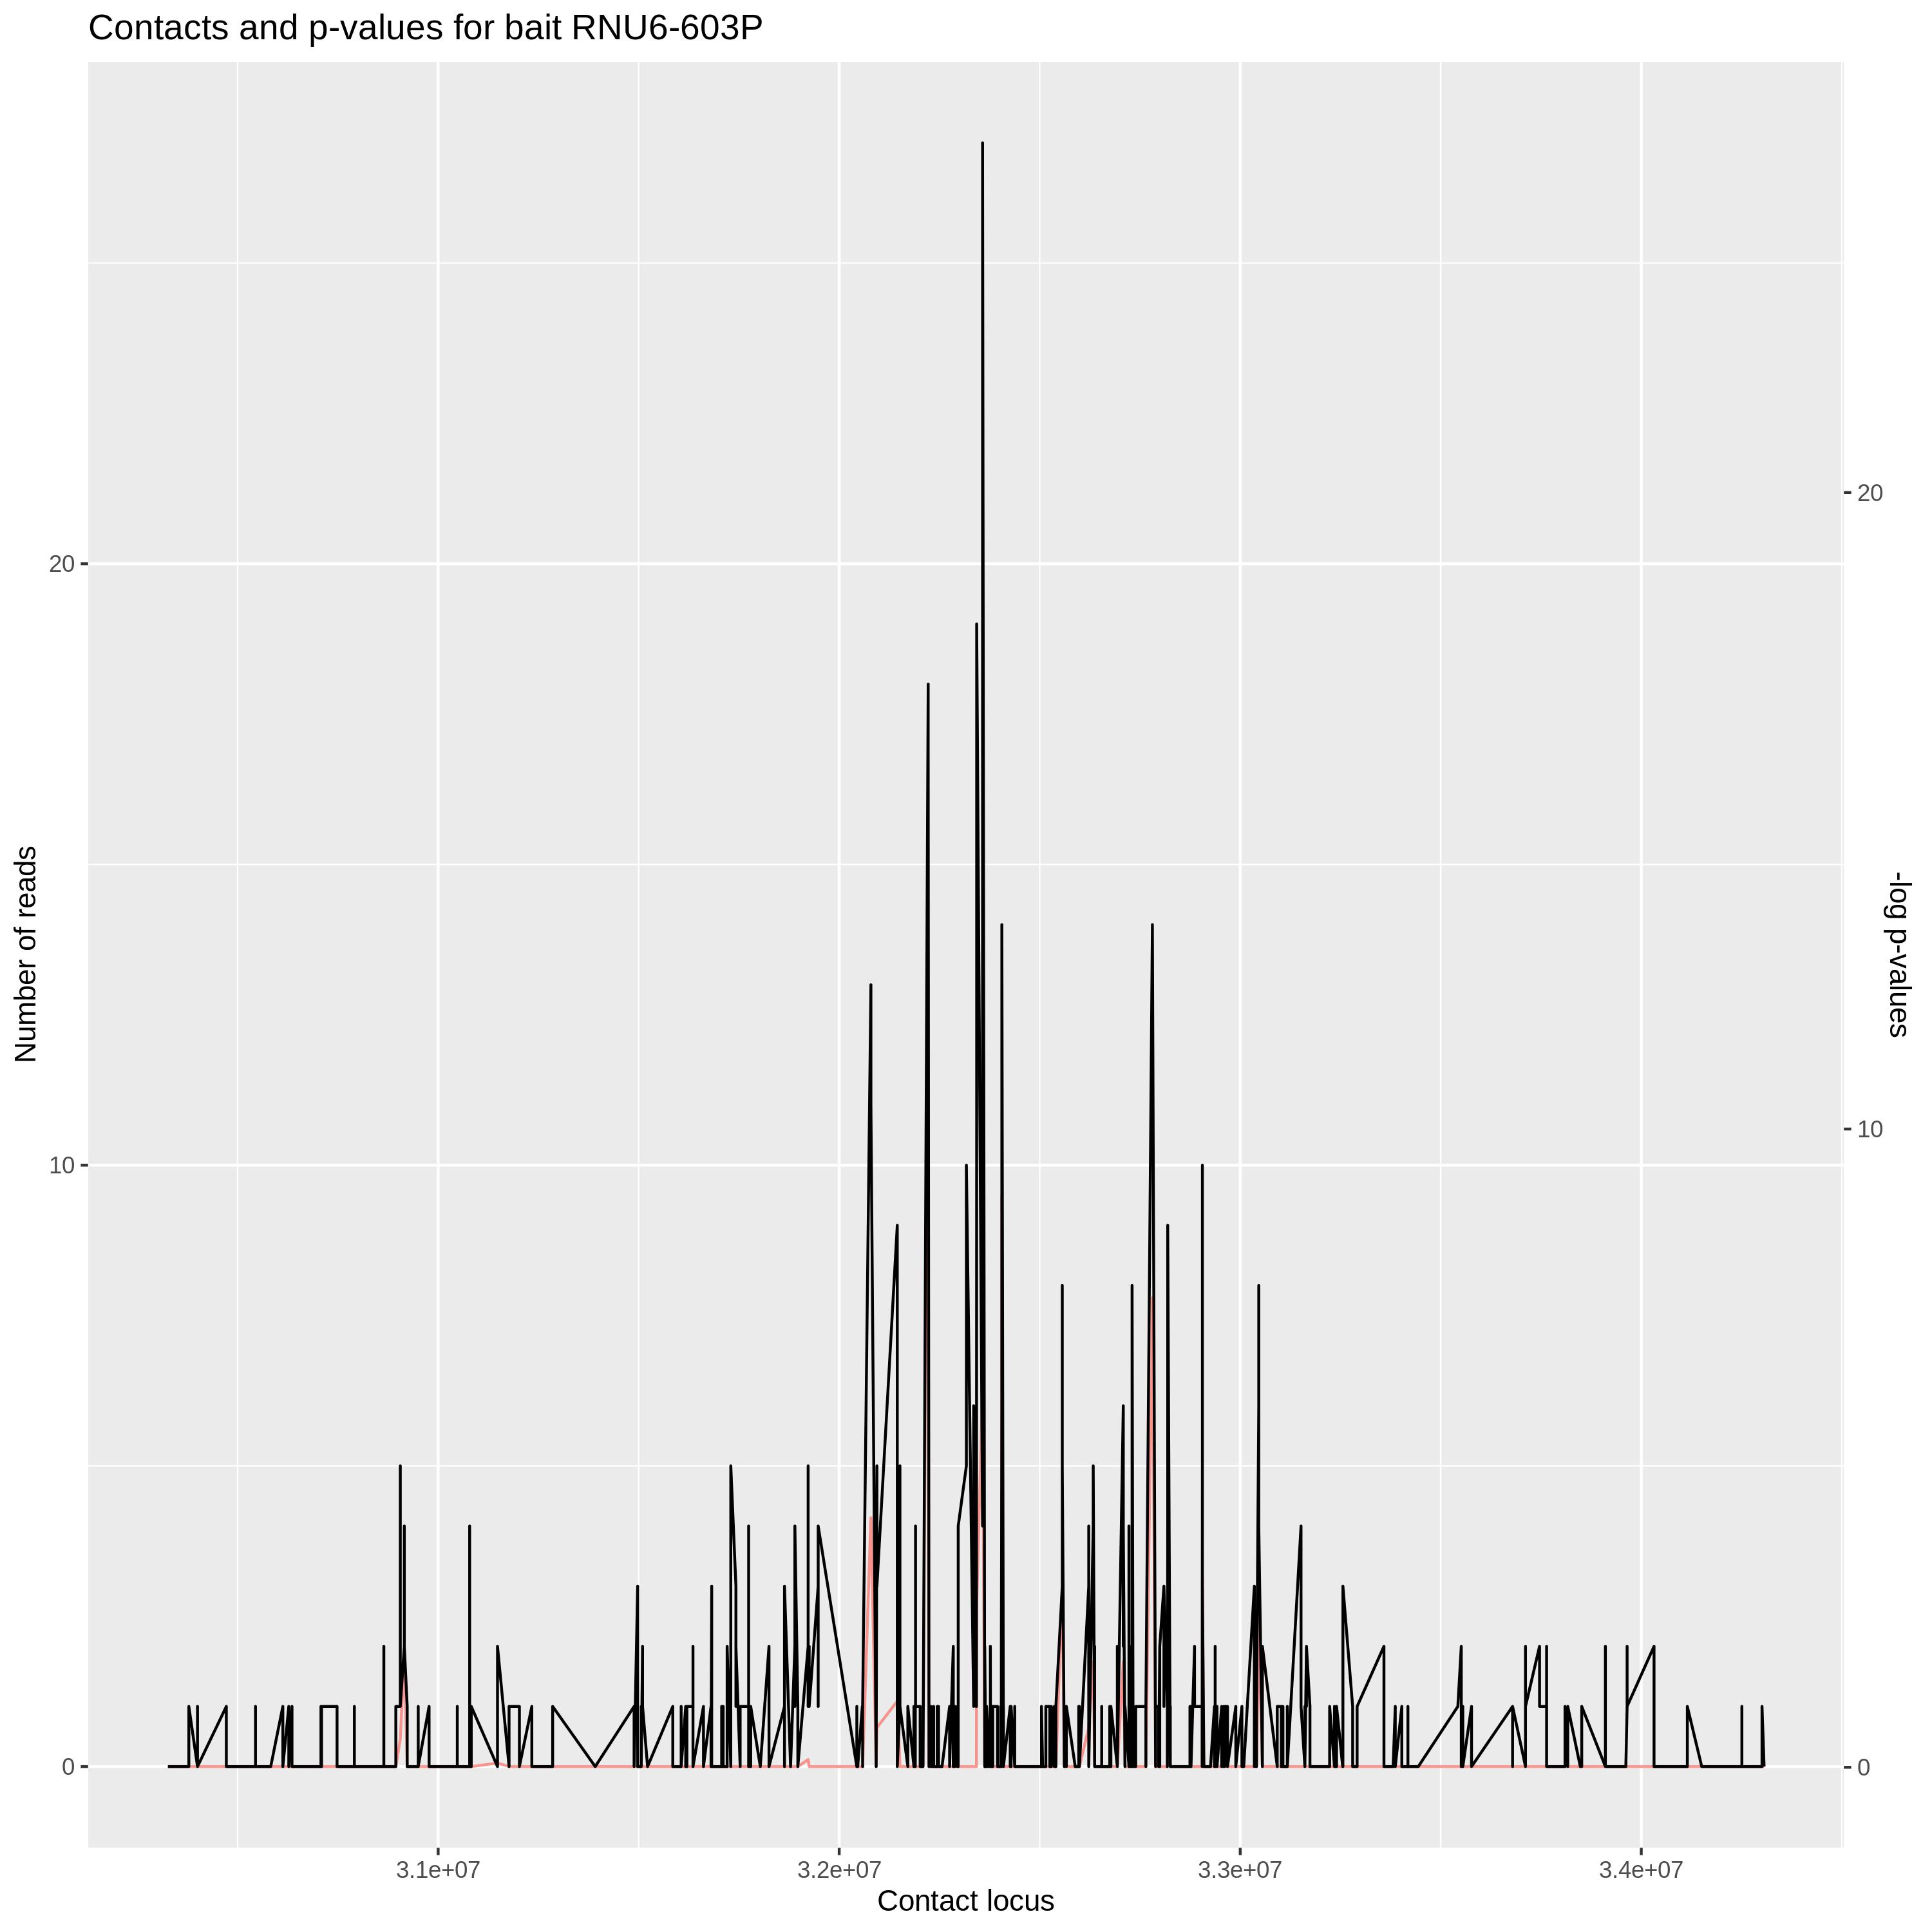 Contacts and p-values for bait RNU6-603P
Number of reads
20
10
0
20
10
0
-log p-values
3.1e+07
3.2e+07
3.3e+07
3.4e+07
Contact locus